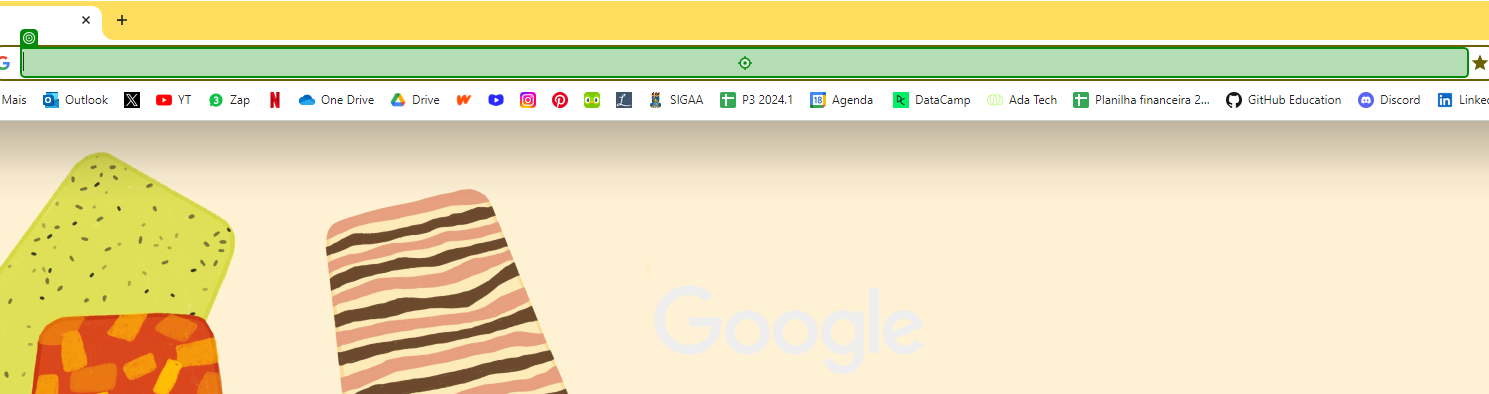 Mais Outlook YT Zap One Drive Drive SIGAA P3 2024.1 Agenda DataCamp Ada Tech Planilha financeira 2... GitHub Education Discord Linke
Google